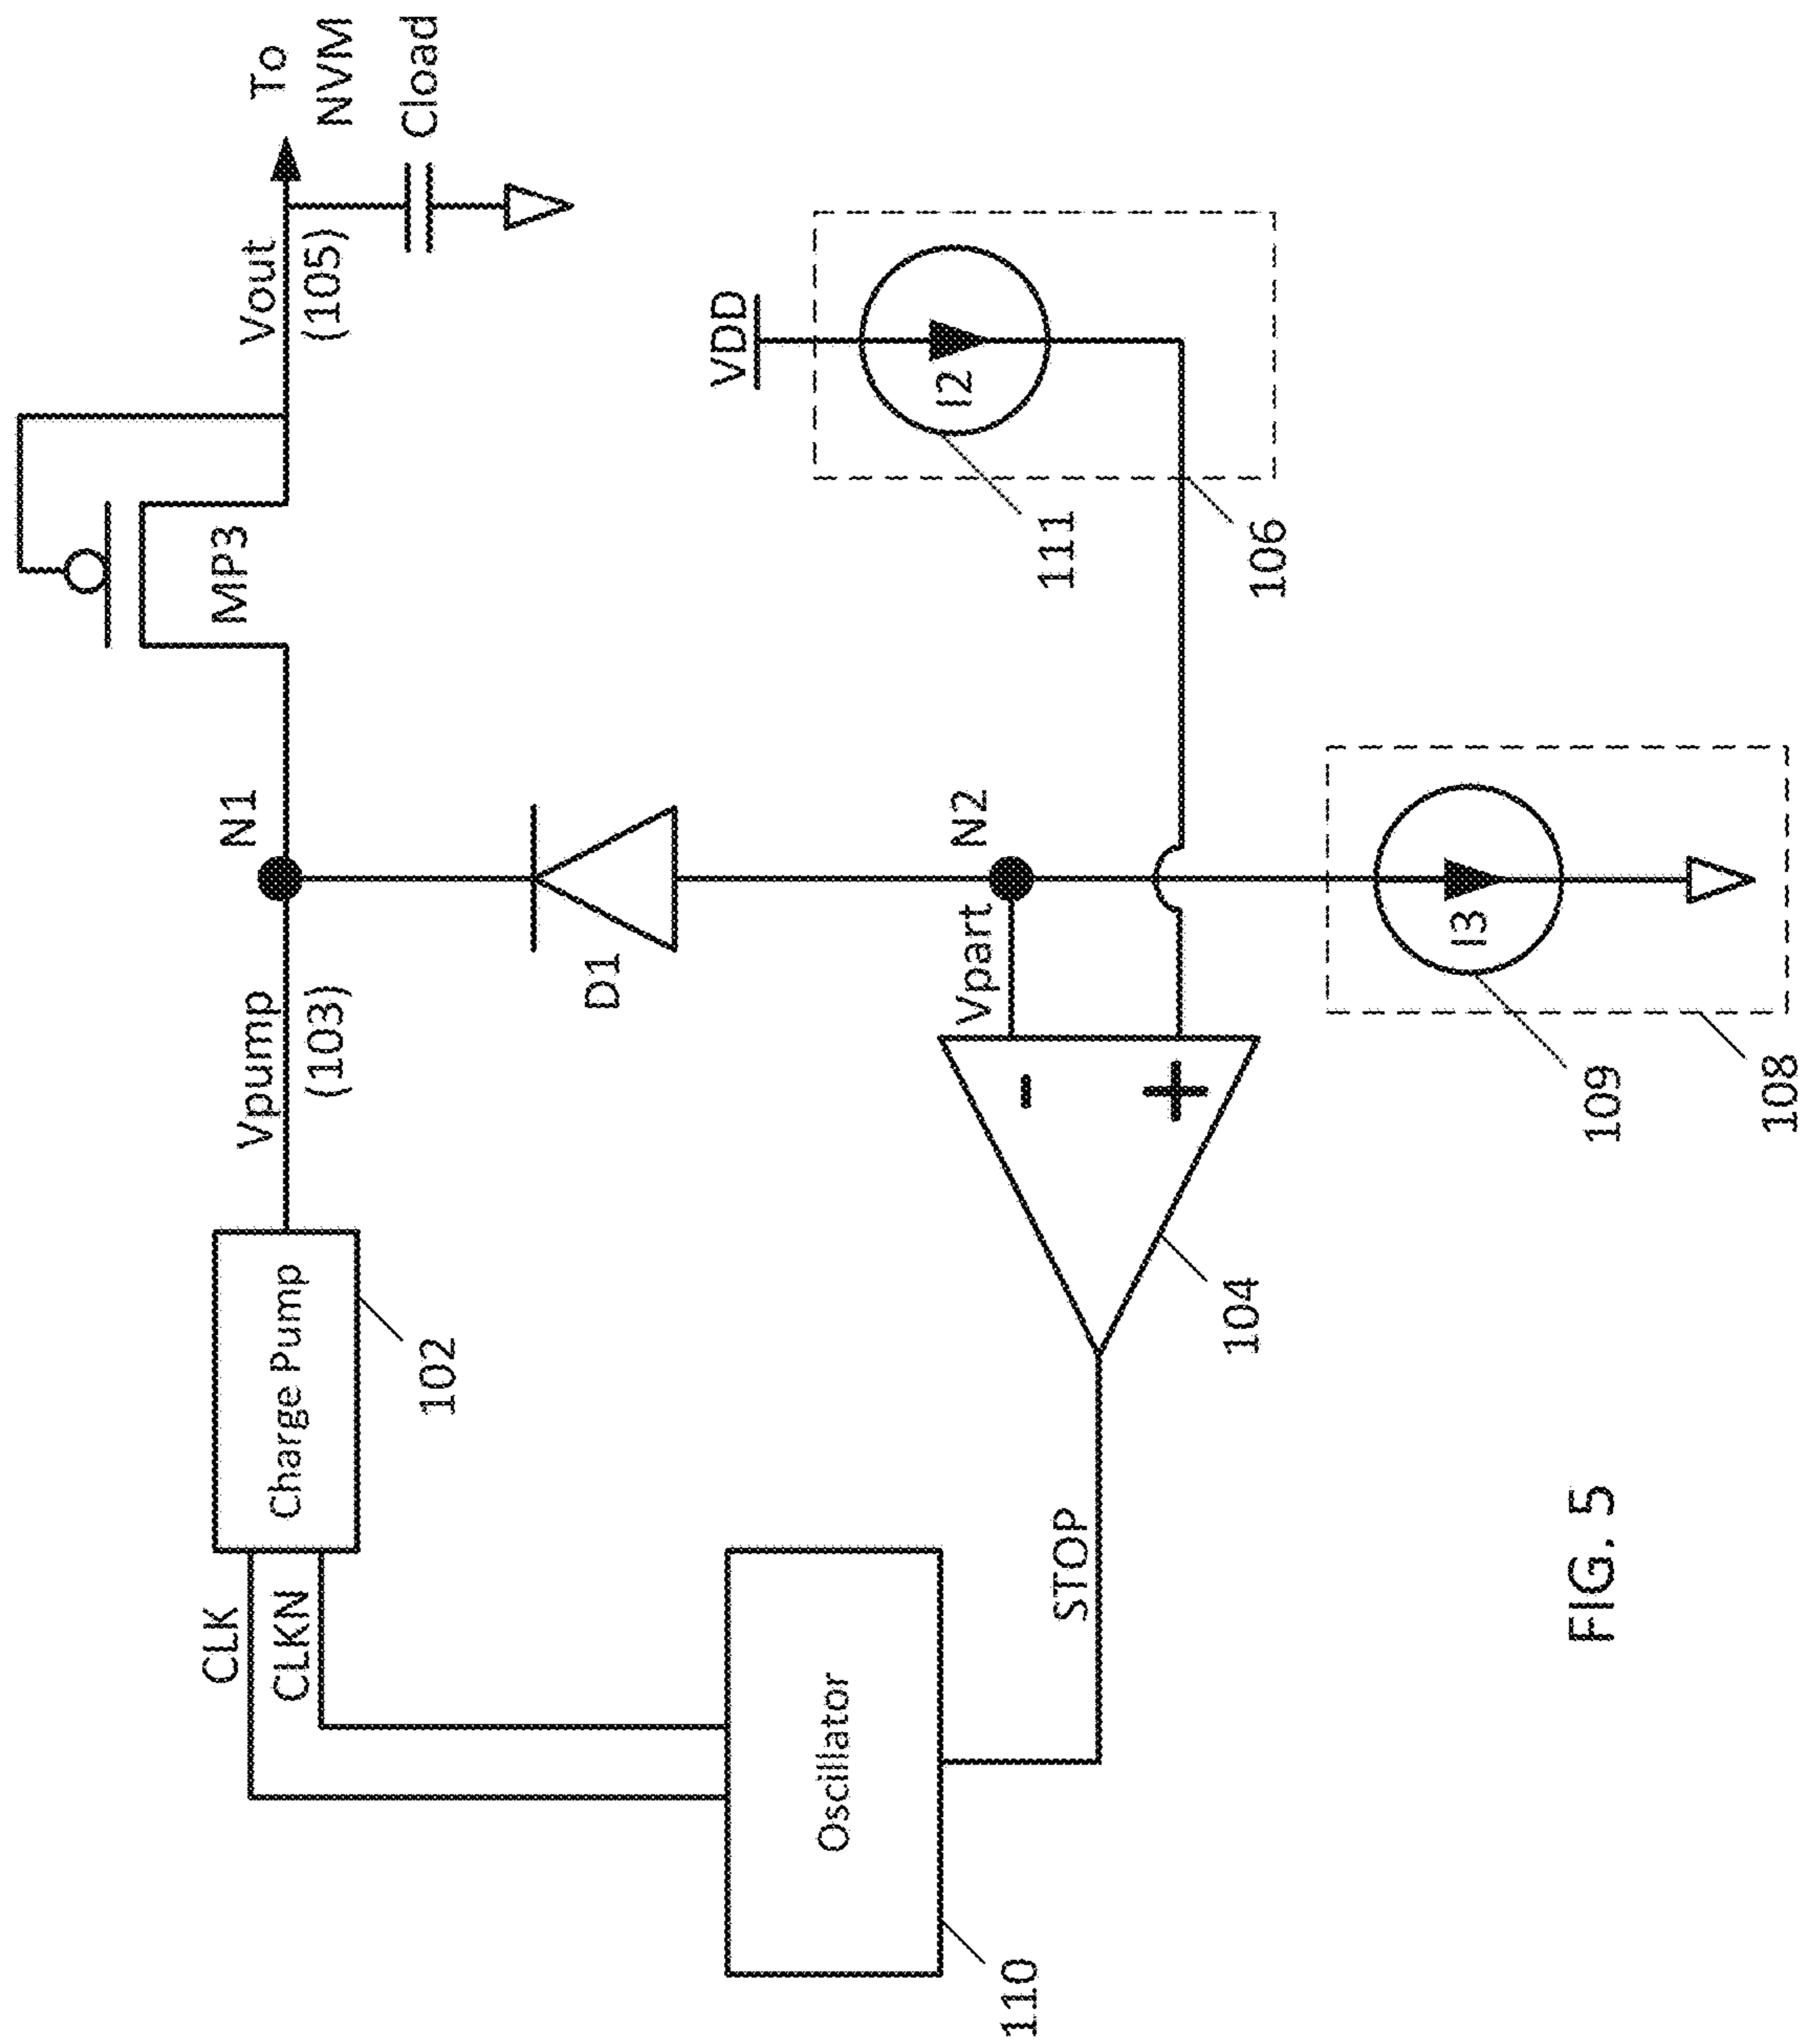 To
NVM
Cload
Vout
(105)
MP3
N1
Vpump
(103)
Charge Pump
102
CLK
CLKN
D1
VDD
I2
111
106
N2
Vpart
-
+
104
I3
109
108
STOP
Oscillator
110
FIG. 5